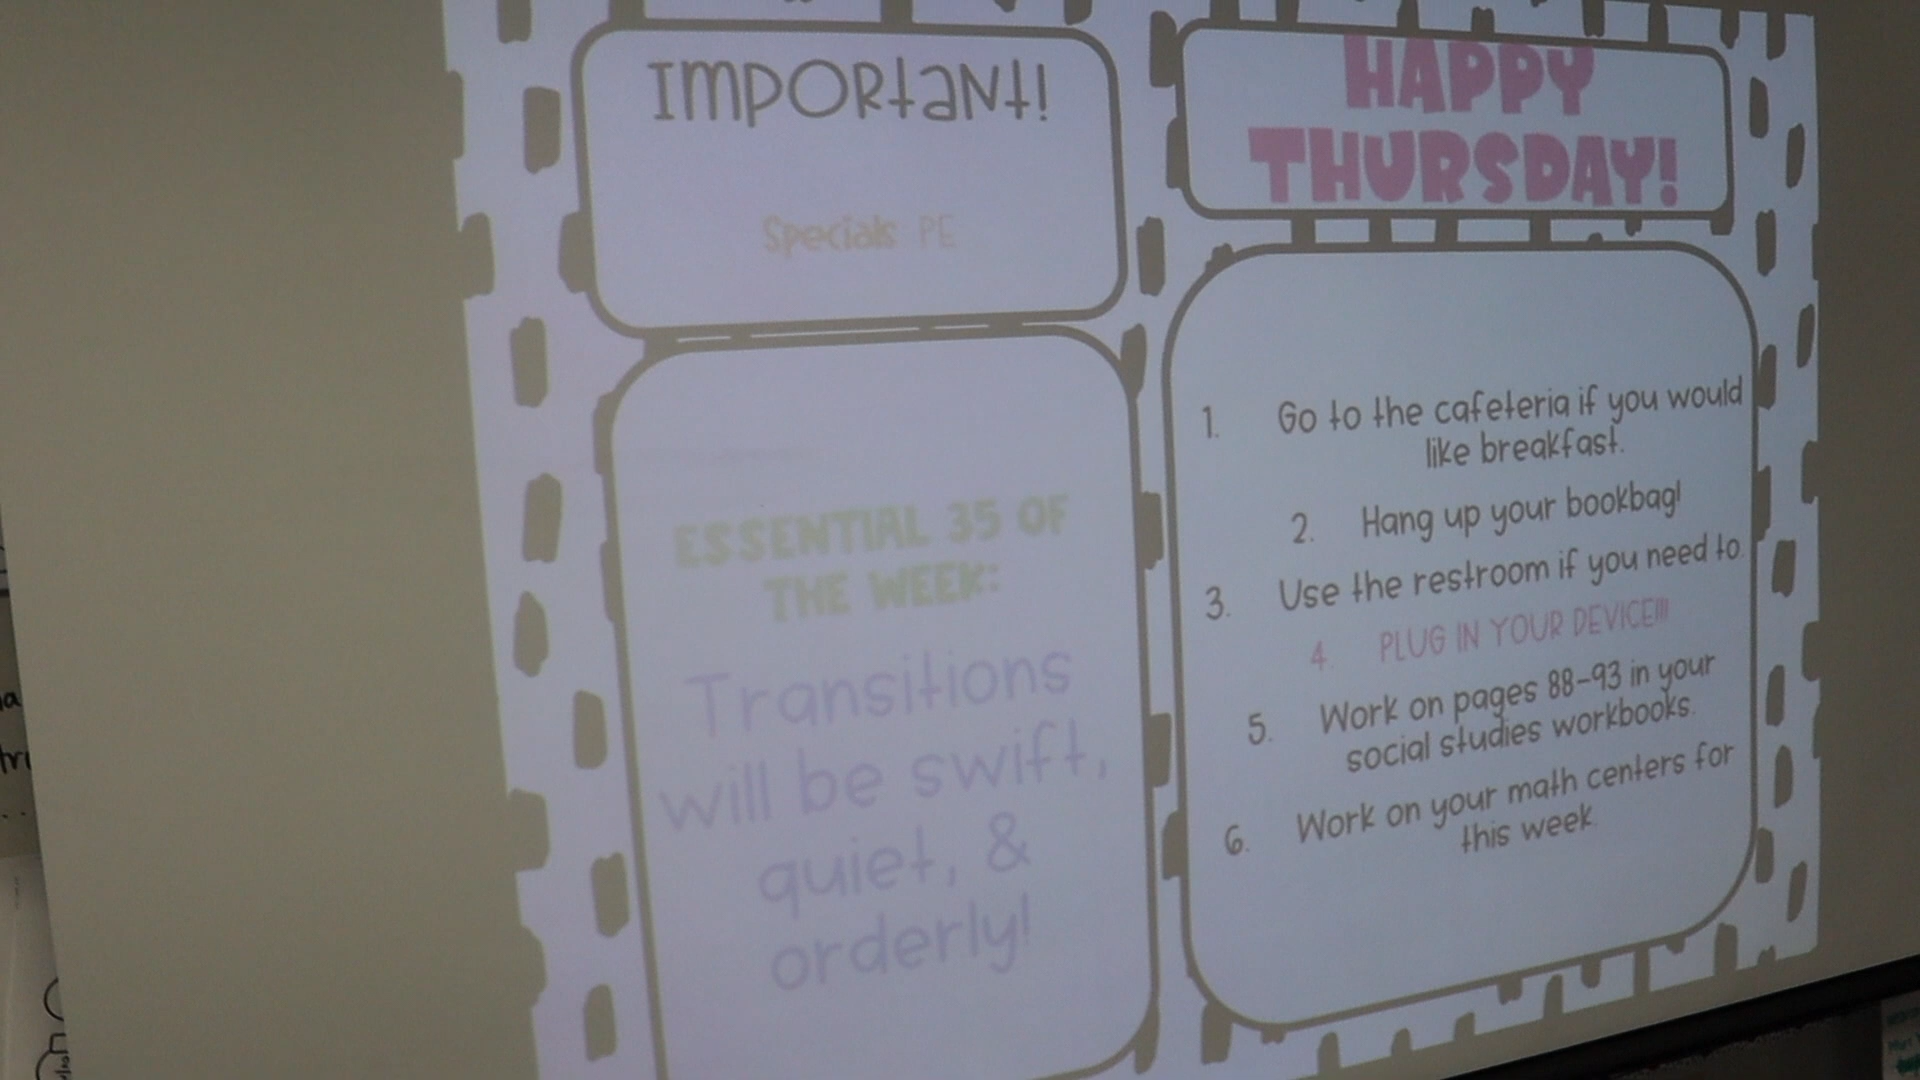 Important!
Specials PE
ESSENTIAL 35 OF
THE WEEK:
Transitions
will be swift,
quiet, &
orderly!
HAPPY
THURSDAY!
1. Go to the cafeteria if you would
like breakfast.
2. Hang up your bookbag!
3. Use the restroom if you need to.
4. PLUG IN YOUR DEVICE!!!
5. Work on pages 88-93 in your
social studies workbooks.
6. Work on your math centers for
this week.